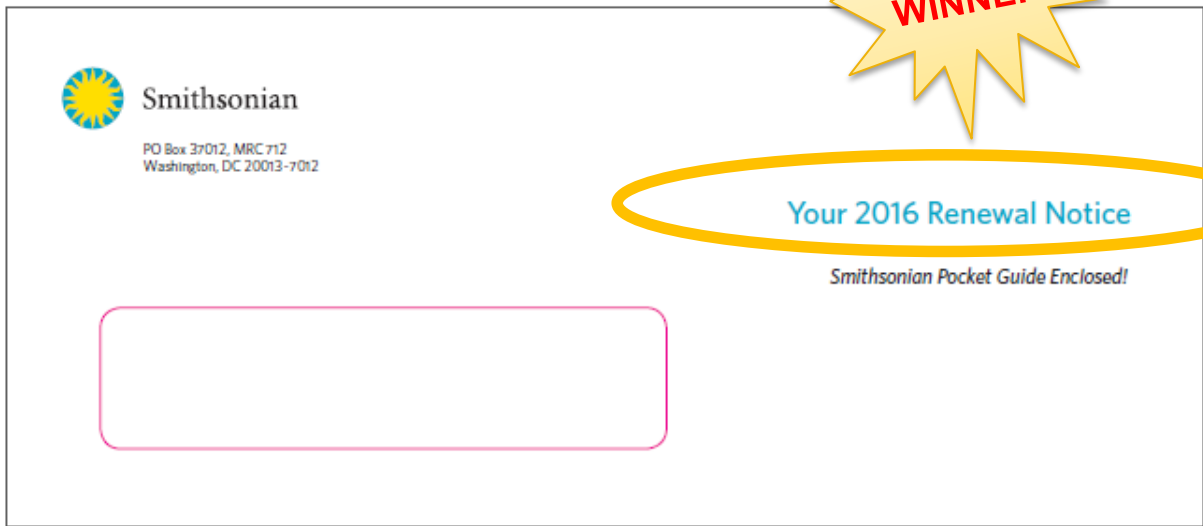 WINNER
Smithsonian
PO Box 37012, MRC 712
Washington, DC 20013-7012
Your 2016 Renewal Notice
Smithsonian Pocket Guide Enclosed!